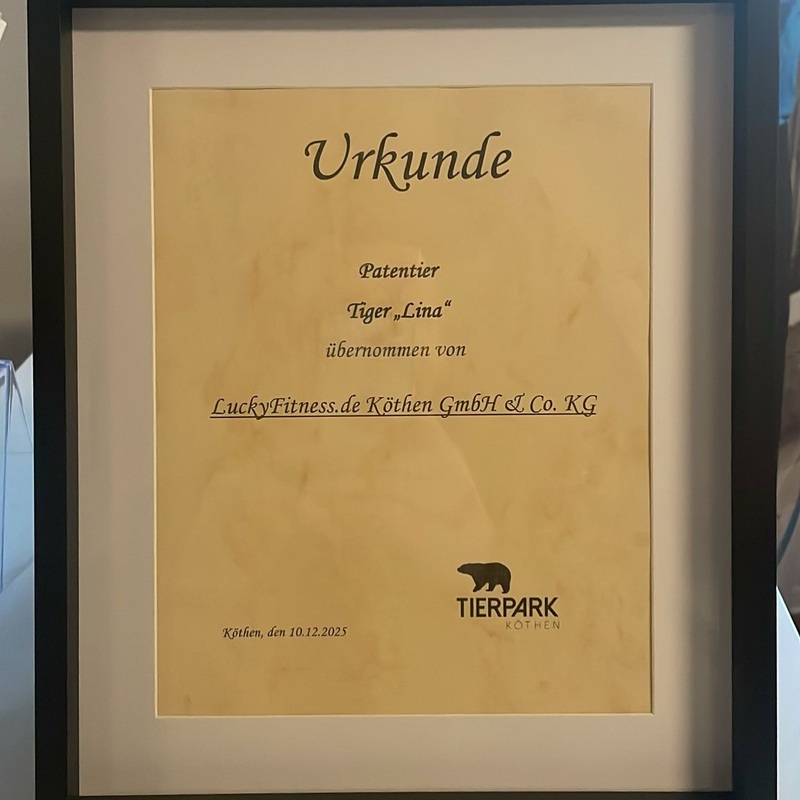 Urkunde
Patentier
Tiger „Lina“
übernommen von
LuckyFitness.de Köthen GmbH & Co. KG
TIERPARK
KÖTHEN
Köthen, den 10.12.2025